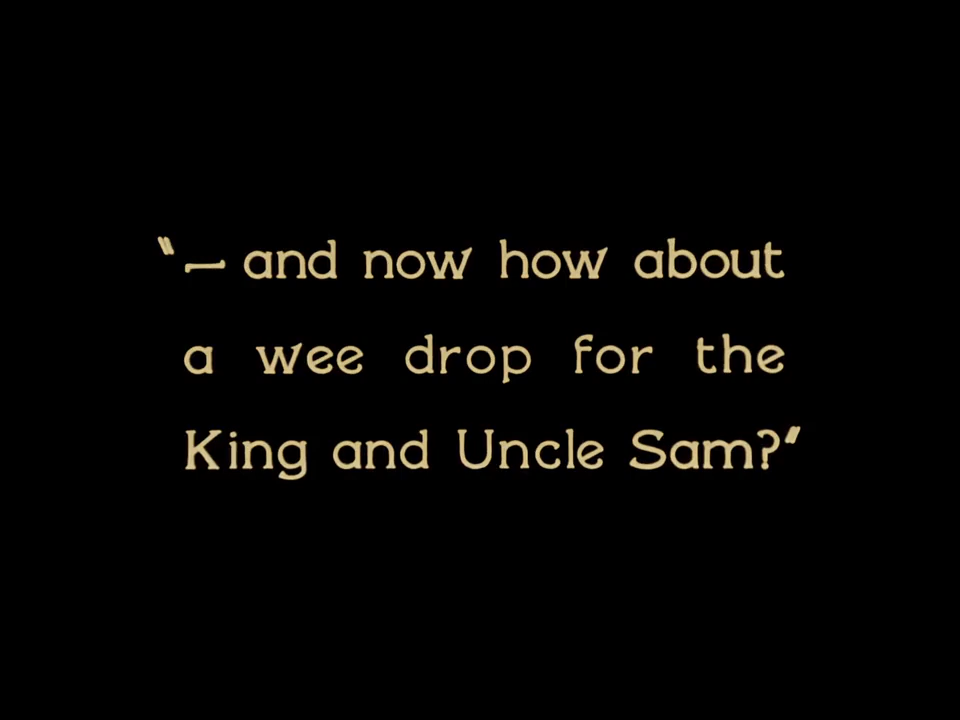 "— and now how about
a wee drop for the
King and Uncle Sam?"